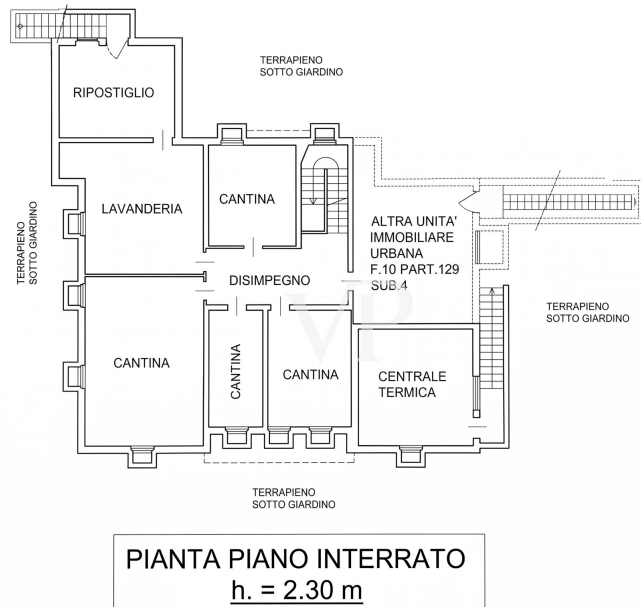 TERRAPIENO
SOTTO GIARDINO
RIPOSTIGLIO
LAVANDERIA
CANTINA
TERRAPIENO
SOTTO GIARDINO
ALTRA UNITA'
IMMOBILIARE
URBANA
F.10 PART.129
SUB.4
DISIMPEGNO
TERRAPIENO
SOTTO GIARDINO
VP
CANTINA
CANTINA
CANTINA
CENTRALE
TERMICA
TERRAPIENO
SOTTO GIARDINO
PIANTA PIANO INTERRATO
h. = 2.30 m